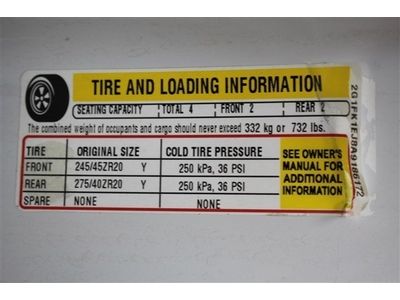 TIRE AND LOADING INFORMATION
SEATING CAPACITY TOTAL 4 FRONT 2 REAR 2
The combined weight of occupants and cargo should never exceed 332 kg or 732 lbs.
TIRE ORIGINAL SIZE COLD TIRE PRESSURE
FRONT 245/45ZR20 Y 250 kPa, 36 PSI
REAR 275/40ZR20 Y 250 kPa, 36 PSI
SPARE NONE NONE
SEE OWNER'S
MANUAL FOR
ADDITIONAL
INFORMATION
2G1FK1EJ8A9186172